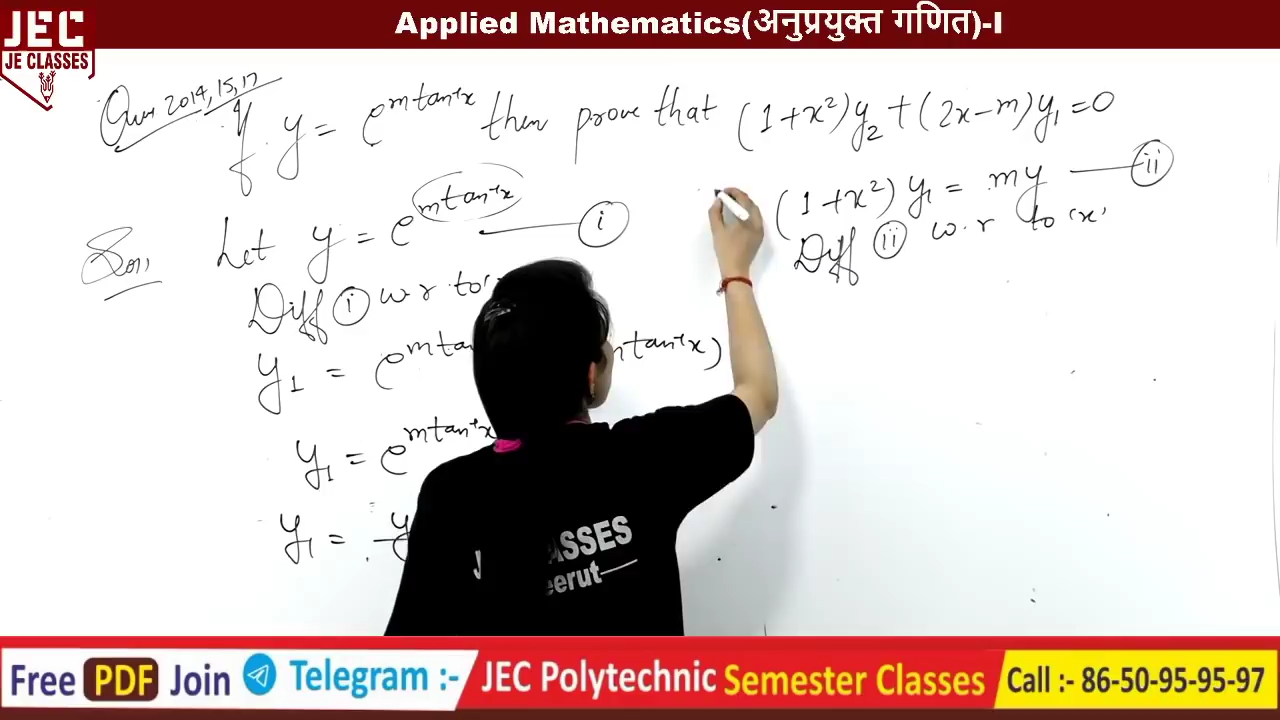 JEC
JE CLASSES
Applied Mathematics(अनुप्रयुक्त गणित)-I
Ques 2014, 15, 17
If y = e^{m tan⁻¹x} then prove that (1+x²)y₂+(2x-m)y₁=0
Soln
Let y = e^{m tan⁻¹x} (i)
Diff (i) w.r to
y₁ = e^{m tan tan⁻¹x)
y₁ = e^{m tan⁻¹x}
y₁ = y
(1+x²) y₁ = my (ii)
Diff (ii) w.r to 'x'
ASSES
eerut
Free PDF Join Telegram :- JEC Polytechnic Semester Classes Call :- 86-50-95-95-97